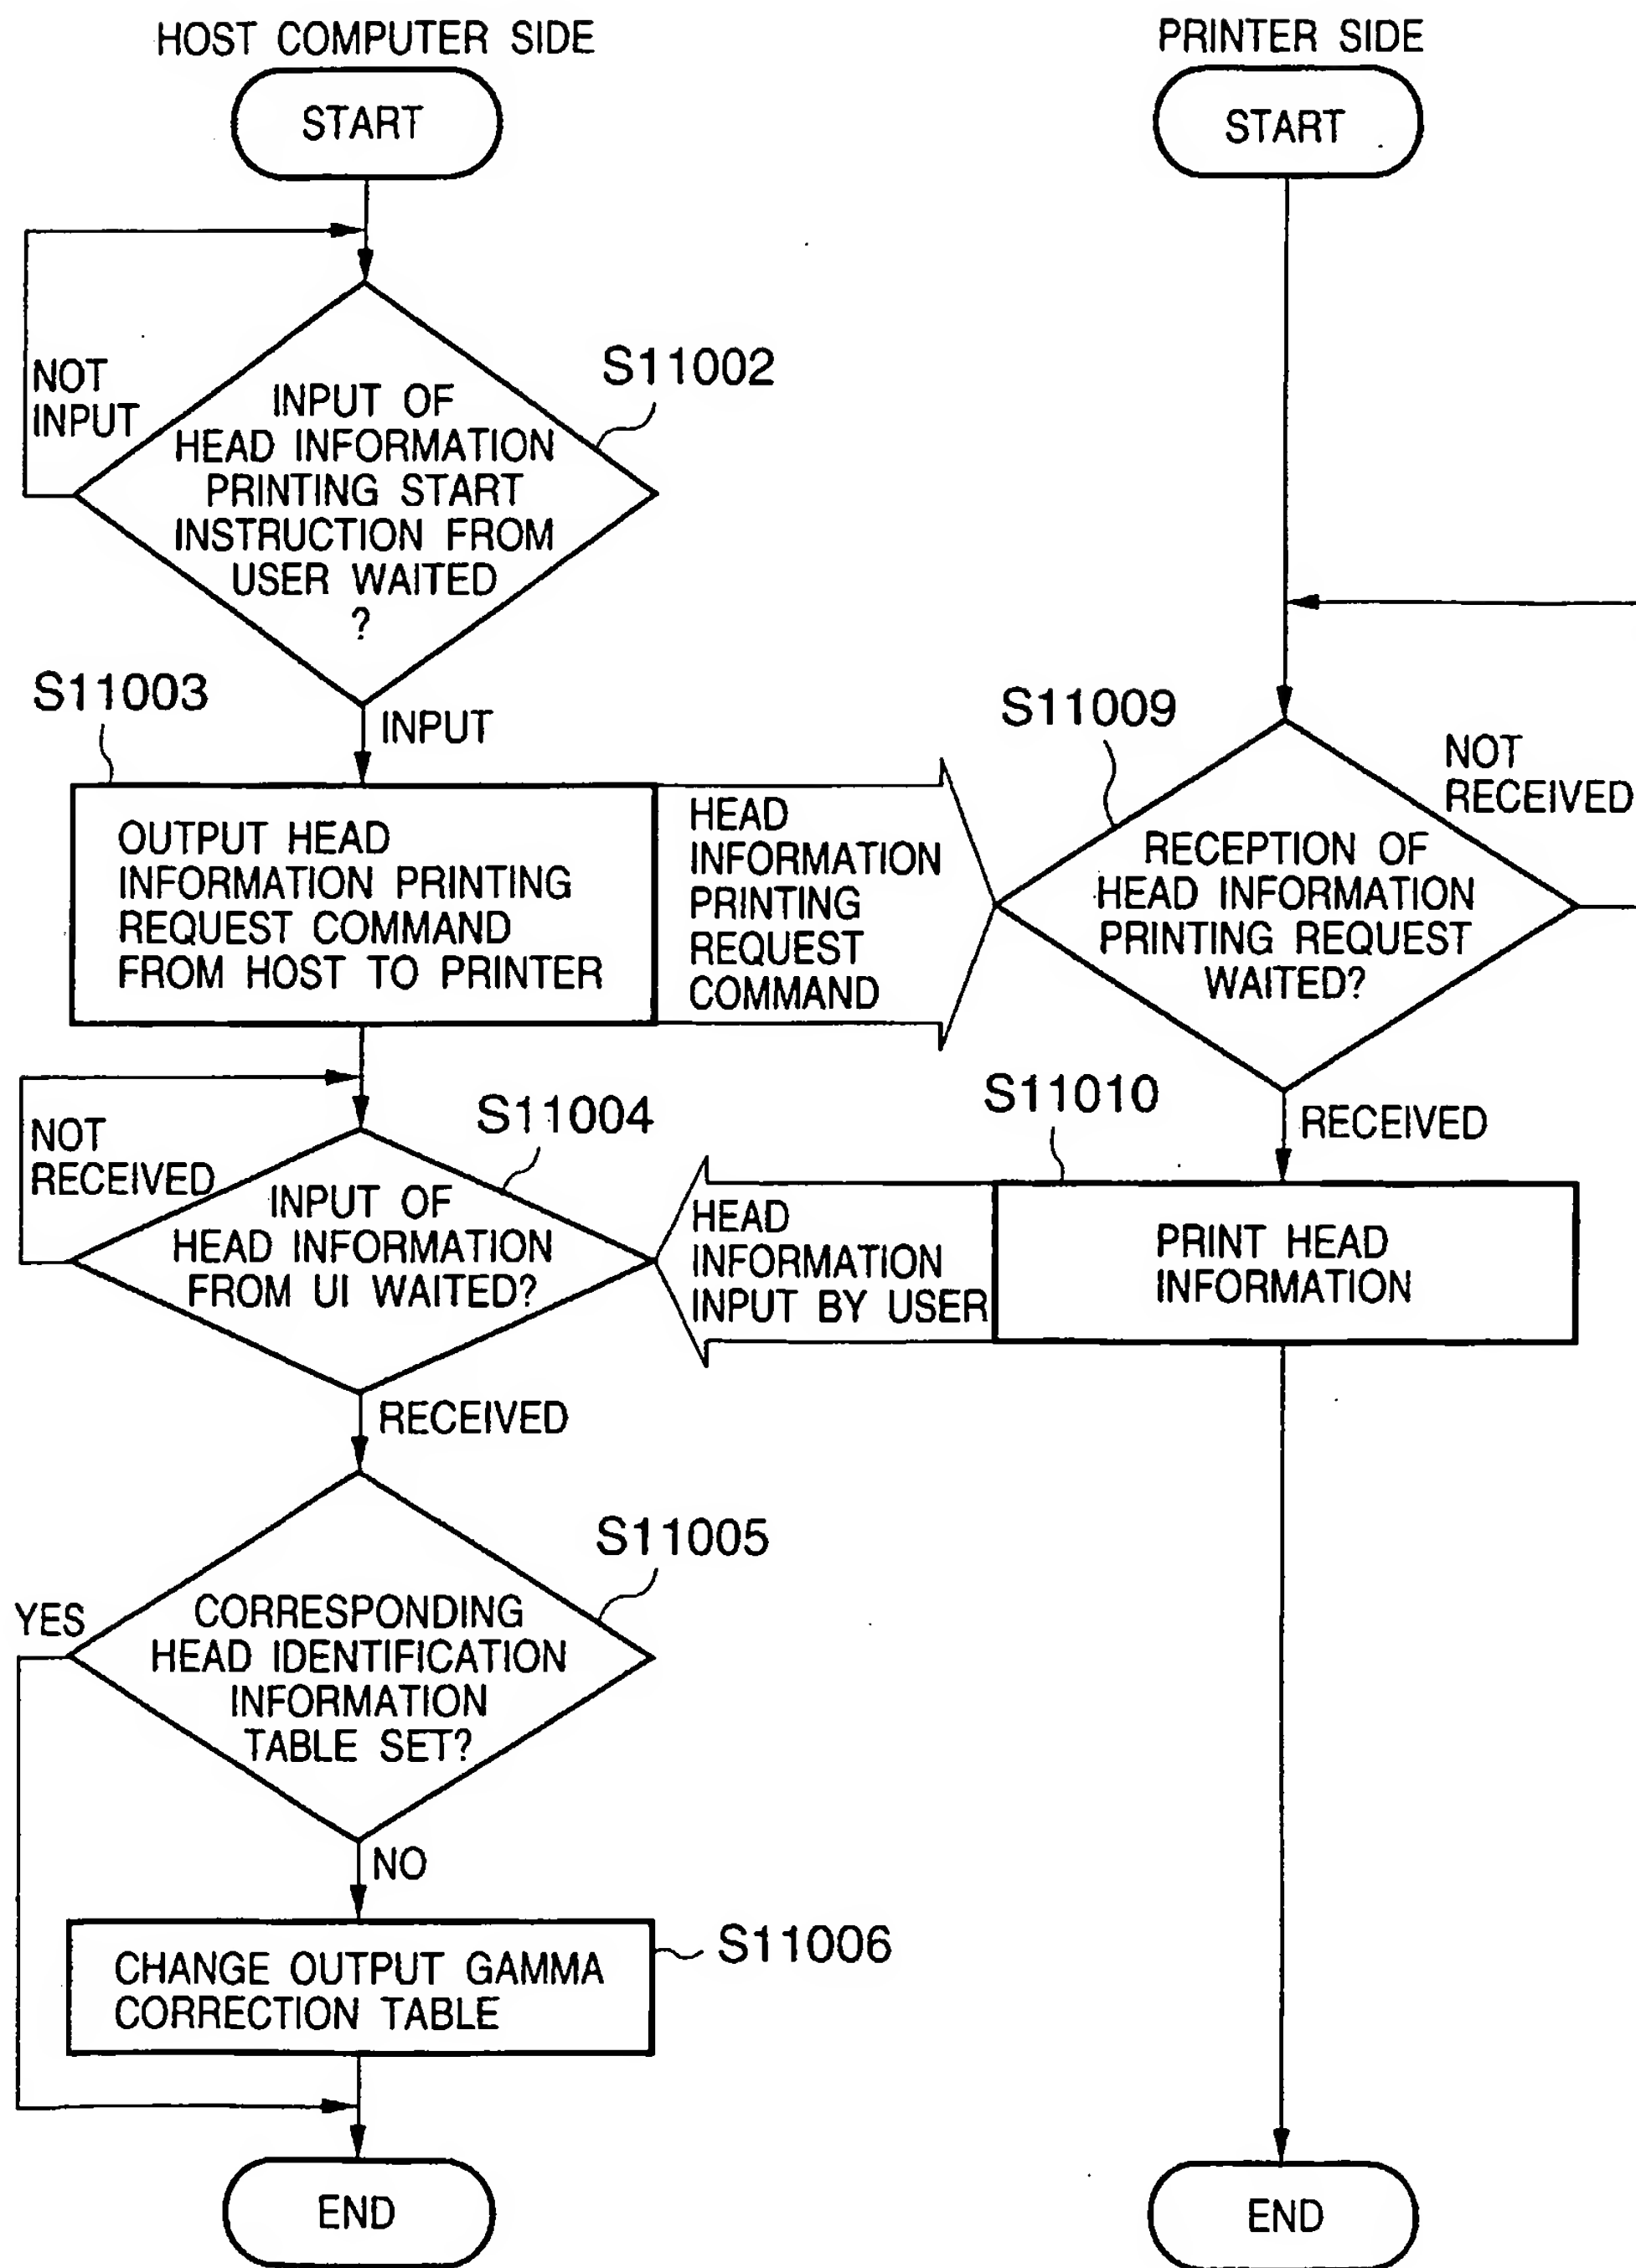 HOST COMPUTER SIDE
START
NOT
INPUT
S11002
INPUT OF
HEAD INFORMATION
PRINTING START
INSTRUCTION FROM
USER WAITED
?
S11003
INPUT
OUTPUT HEAD
INFORMATION PRINTING
REQUEST COMMAND
FROM HOST TO PRINTER
HEAD
INFORMATION
PRINTING
REQUEST
COMMAND
NOT
RECEIVED
S11004
INPUT OF
HEAD INFORMATION
FROM UI WAITED?
HEAD
INFORMATION
INPUT BY USER
RECEIVED
S11005
YES
CORRESPONDING
HEAD IDENTIFICATION
INFORMATION
TABLE SET?
NO
S11006
CHANGE OUTPUT GAMMA
CORRECTION TABLE
END
PRINTER SIDE
START
S11009
NOT
RECEIVED
RECEPTION OF
HEAD INFORMATION
PRINTING REQUEST
WAITED?
S11010
RECEIVED
PRINT HEAD
INFORMATION
END